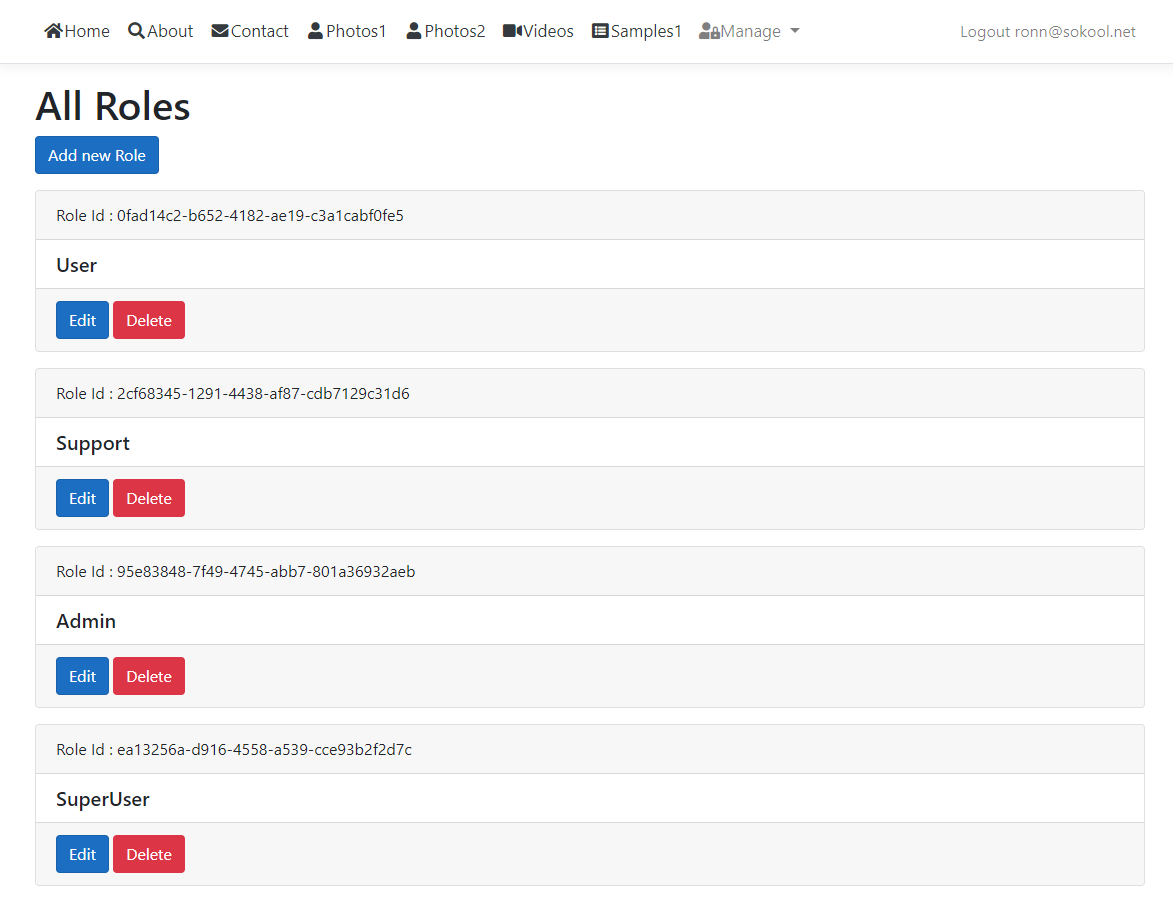 Home About Contact Photos1 Photos2 Videos Samples1 Manage Logout ronn@sokool.net
All Roles
Add new Role
Role Id : 0fad14c2-b652-4182-ae19-c3a1cabf0fe5
User
Edit Delete
Role Id : 2cf68345-1291-4438-af87-cdb7129c31d6
Support
Edit Delete
Role Id : 95e83848-7f49-4745-abb7-801a36932aeb
Admin
Edit Delete
Role Id : ea13256a-d916-4558-a539-cce93b2f2d7c
SuperUser
Edit Delete